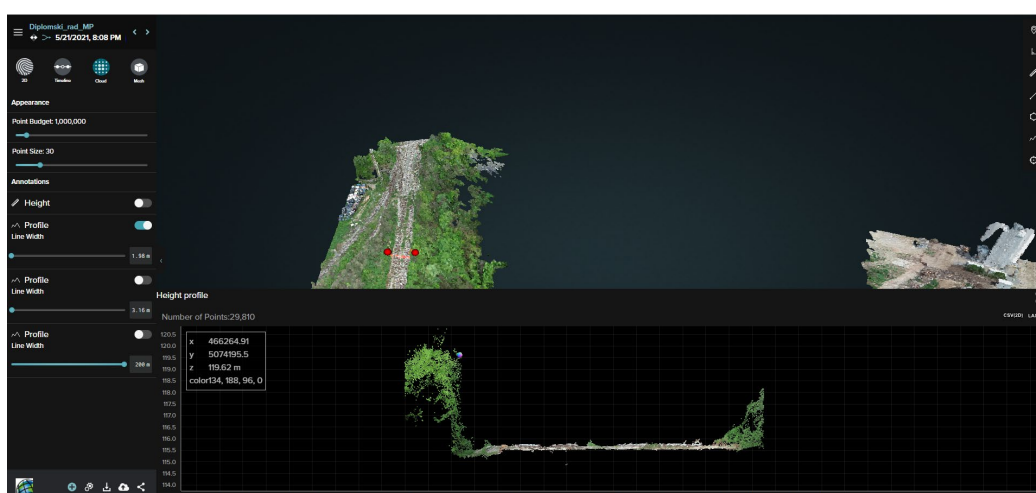 Diplomski_rad_MP
5/21/2021, 8:08 PM
2D
Timeline
Cloud
Mesh
Appearance
Point Budget: 1,000,000
Point Size: 30
Annotations
Height
Profile
Line Width
1.98 m
Profile
Line Width
3.16 m
Profile
Line Width
200 m
Height profile
Number of Points:29,810
CSV(2D) LA
120.5
120.0
119.5
119.0
118.5
118.0
117.5
117.0
116.5
116.0
115.5
115.0
114.5
114.0
x 466264.91
y 5074195.5
z 119.62 m
color134, 188, 96, 0